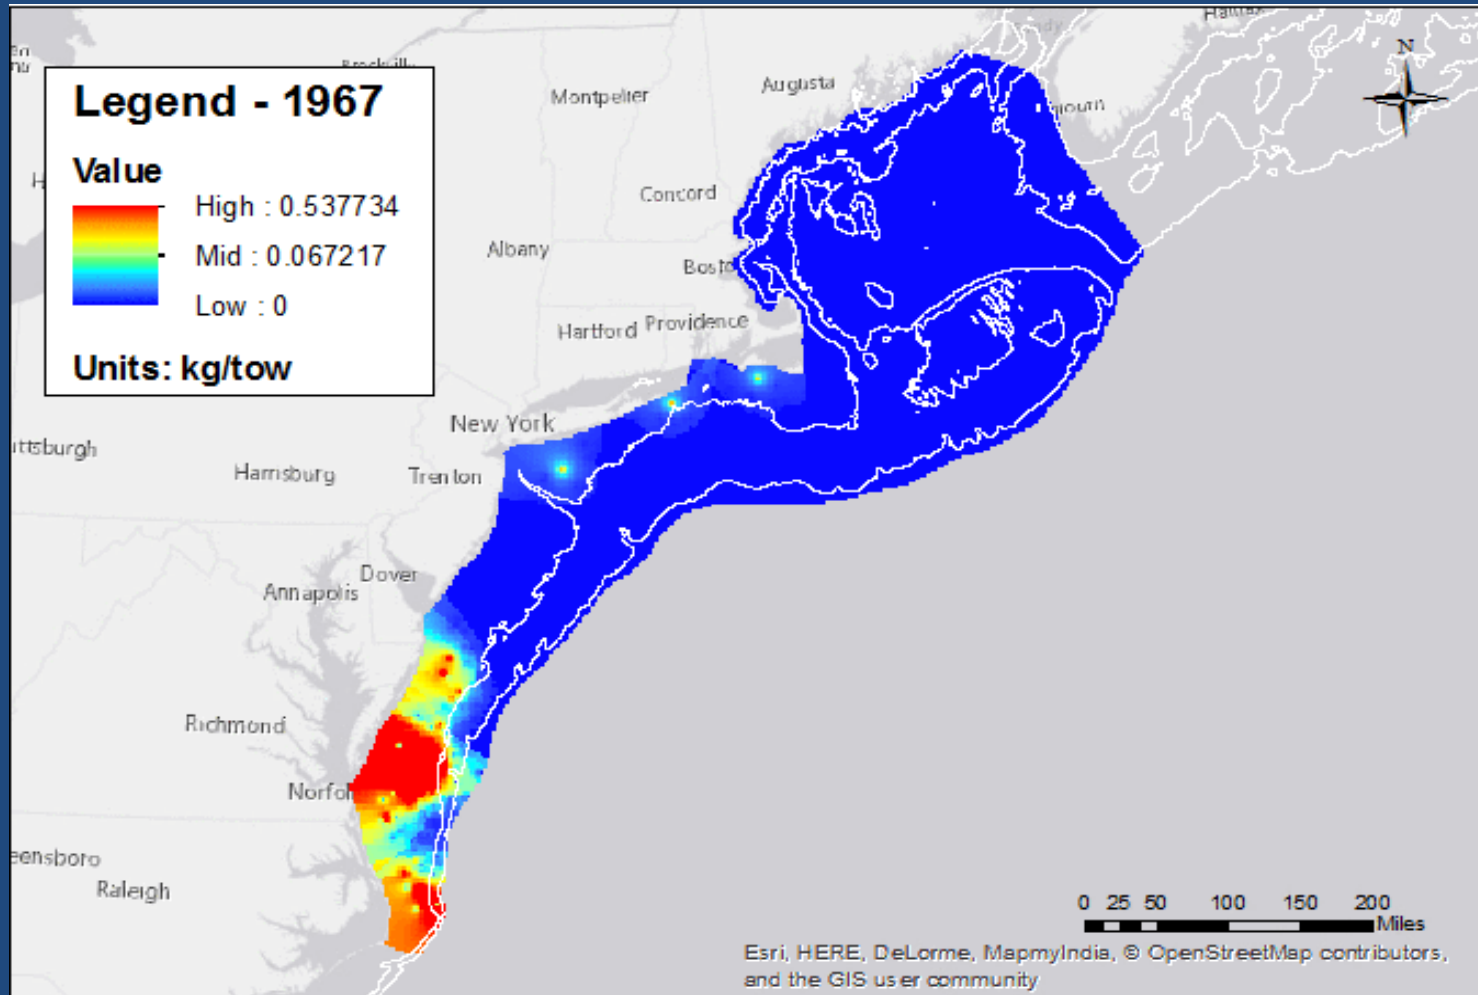 Halifax
Augusta
Montpelier
N
Legend - 1967
Value
High : 0.537734
Mid : 0.067217
Low : 0
Units: kg/tow
Concord
Albany
Hartford
Providence
New York
Harrisburg
Trenton
Dover
Annapolis
Richmond
Raleigh
0 25 50 100 150 200
Miles
Esri, HERE, DeLorme, MapmyIndia, © OpenStreetMap contributors,
and the GIS user community